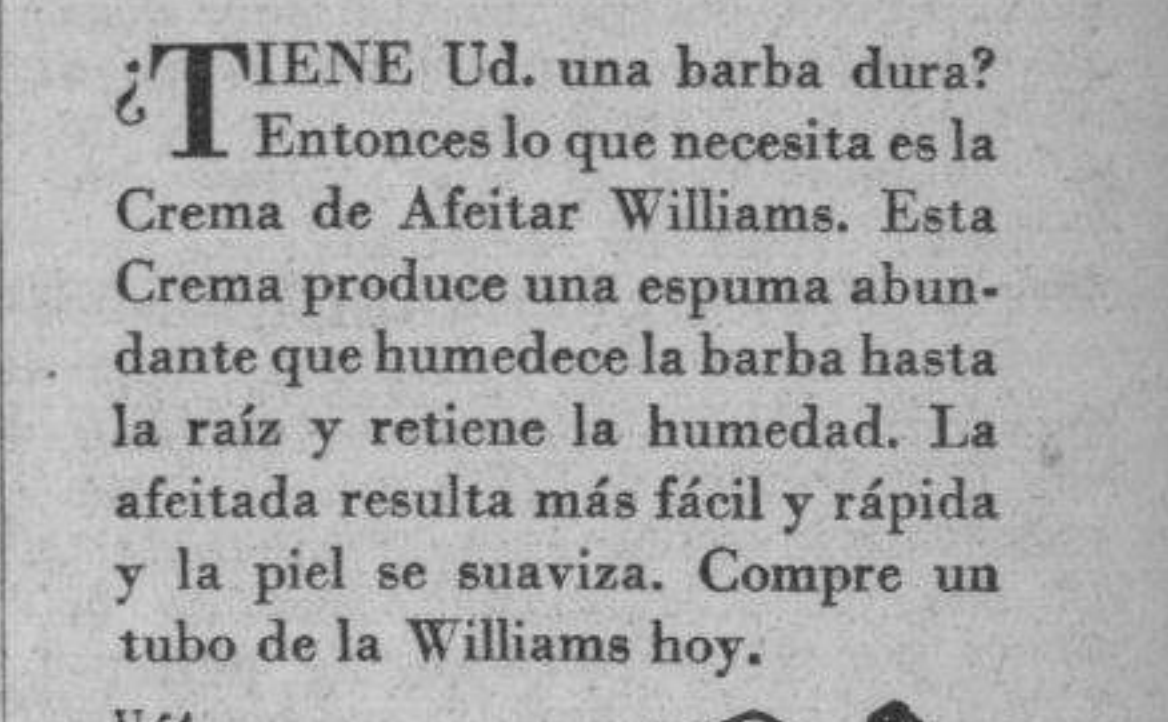 ¿TIENE Ud. una barba dura?
Entonces lo que necesita es la
Crema de Afeitar Williams. Esta
Crema produce una espuma abun-
dante que humedece la barba hasta
la raíz y retiene la humedad. La
afeitada resulta más fácil y rápida
y la piel se suaviza. Compre un
tubo de la Williams hoy.